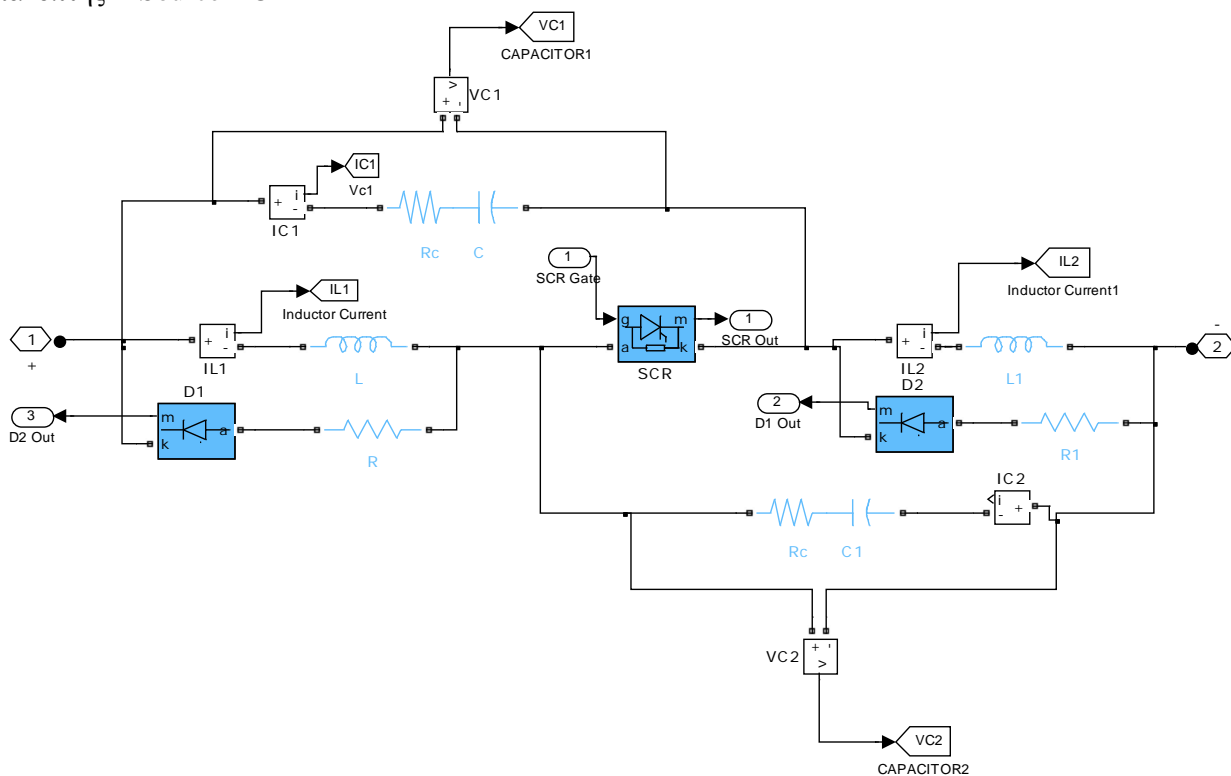 VC1
CAPACITOR1
>
+ '
VC1
IC1
Vc1
+ i
-
IC1
Rc C
1
SCR Gate
IL1
Inductor Current
IL2
Inductor Current1
1
+
+ i
-
IL1
L
g m
a k
SCR
1
SCR Out
+ i
-
IL2
L1
-
2
D1
m
k
a
3
D2 Out
R
D2
m
k
a
2
D1 Out
R1
IC2
i
- +
Rc C1
VC2
+ '
>
VC2
CAPACITOR2